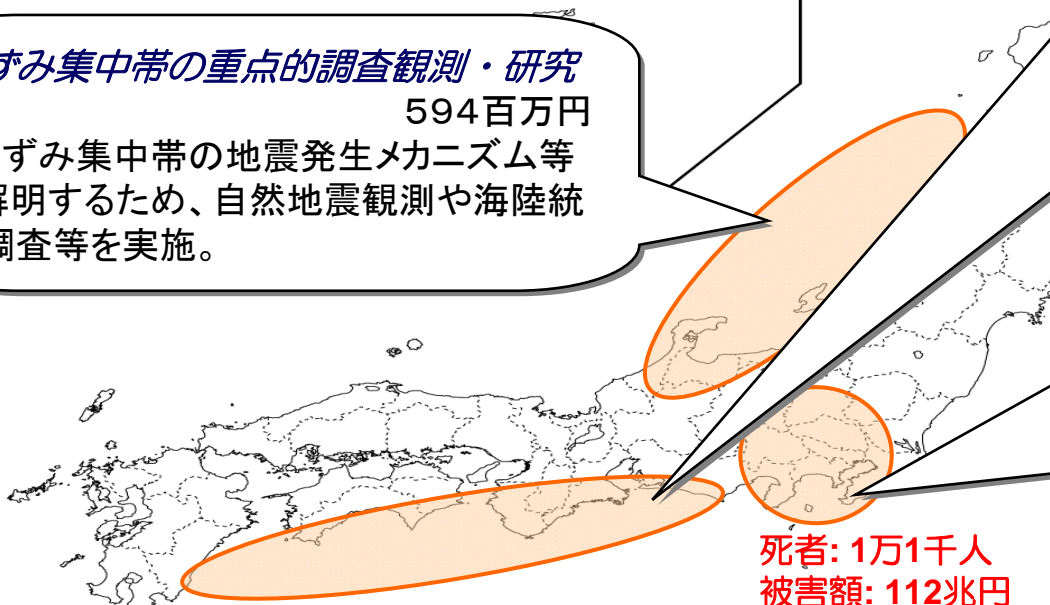 ずみ集中帯の重点的調査観測・研究
594百万円
ずみ集中帯の地震発生メカニズム等
解明するため、自然地震観測や海陸統
調査等を実施。
死者: 1万1千人
被害額: 112兆円